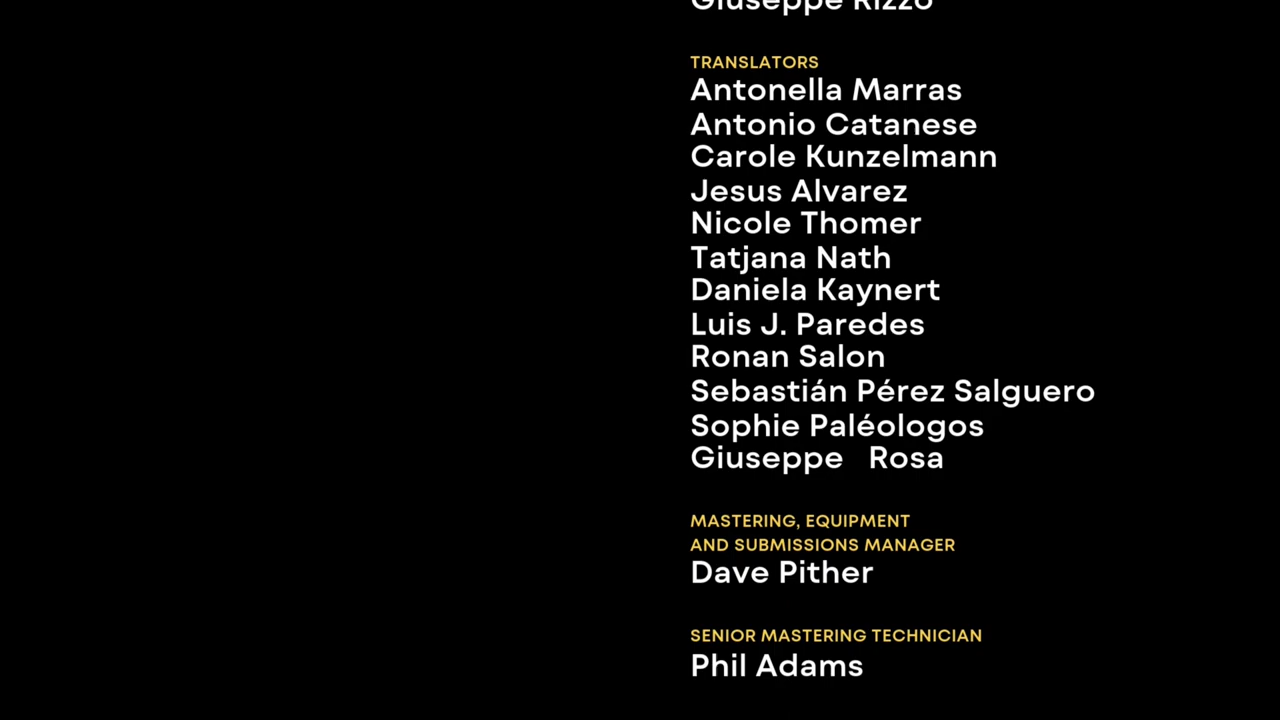 Giuseppe Rizzo
TRANSLATORS
Antonella Marras
Antonio Catanese
Carole Kunzelmann
Jesus Alvarez
Nicole Thomer
Tatjana Nath
Daniela Kaynert
Luis J. Paredes
Ronan Salon
Sebastián Pérez Salguero
Sophie Paléologos
Giuseppe Rosa
MASTERING, EQUIPMENT
AND SUBMISSIONS MANAGER
Dave Pither
SENIOR MASTERING TECHNICIAN
Phil Adams